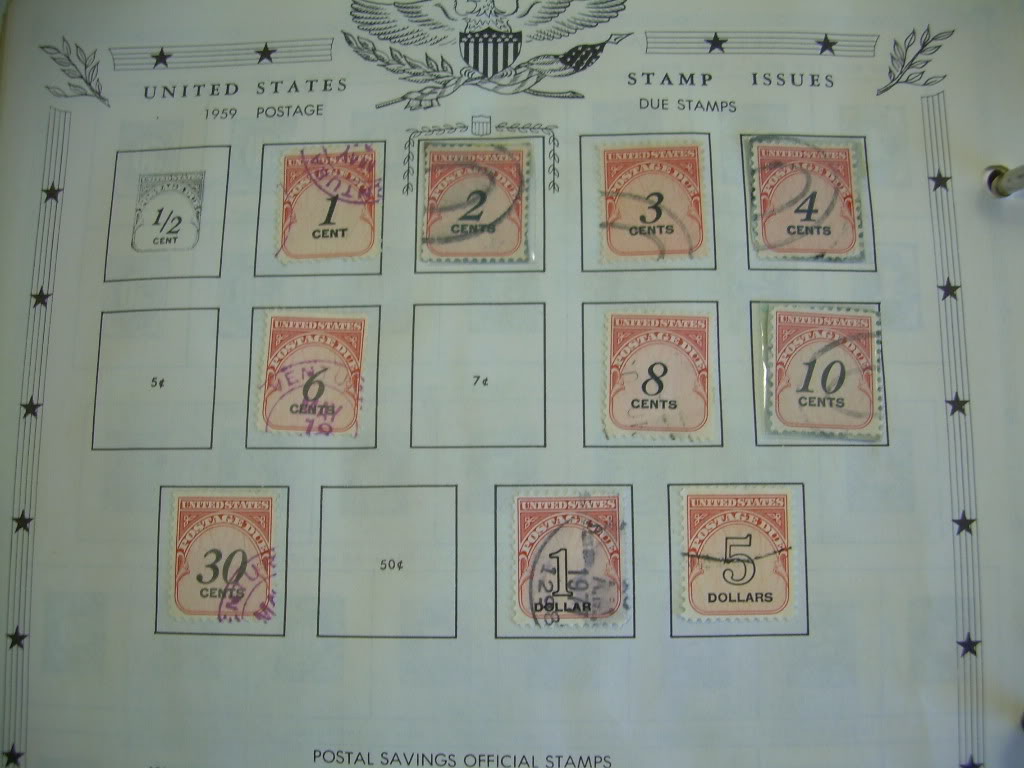 UNITED STATES STAMP ISSUES
1959 POSTAGE DUE STAMPS
1/2
CENT
UNITED STATES
1
CENT
UNITED STATES
2
CENTS
UNITED STATES
3
CENTS
UNITED STATES
4
CENTS
5¢
UNITED STATES
POSTAGE DUE
6
CENTS
7¢
UNITED STATES
POSTAGE DUE
8
CENTS
UNITED STATES
POSTAGE DUE
10
CENTS
UNITED STATES
POSTAGE DUE
30
CENTS
50¢
UNITED STATES
POSTAGE DUE
1
DOLLAR
UNITED STATES
POSTAGE DUE
5
DOLLARS
POSTAL SAVINGS OFFICIAL STAMPS